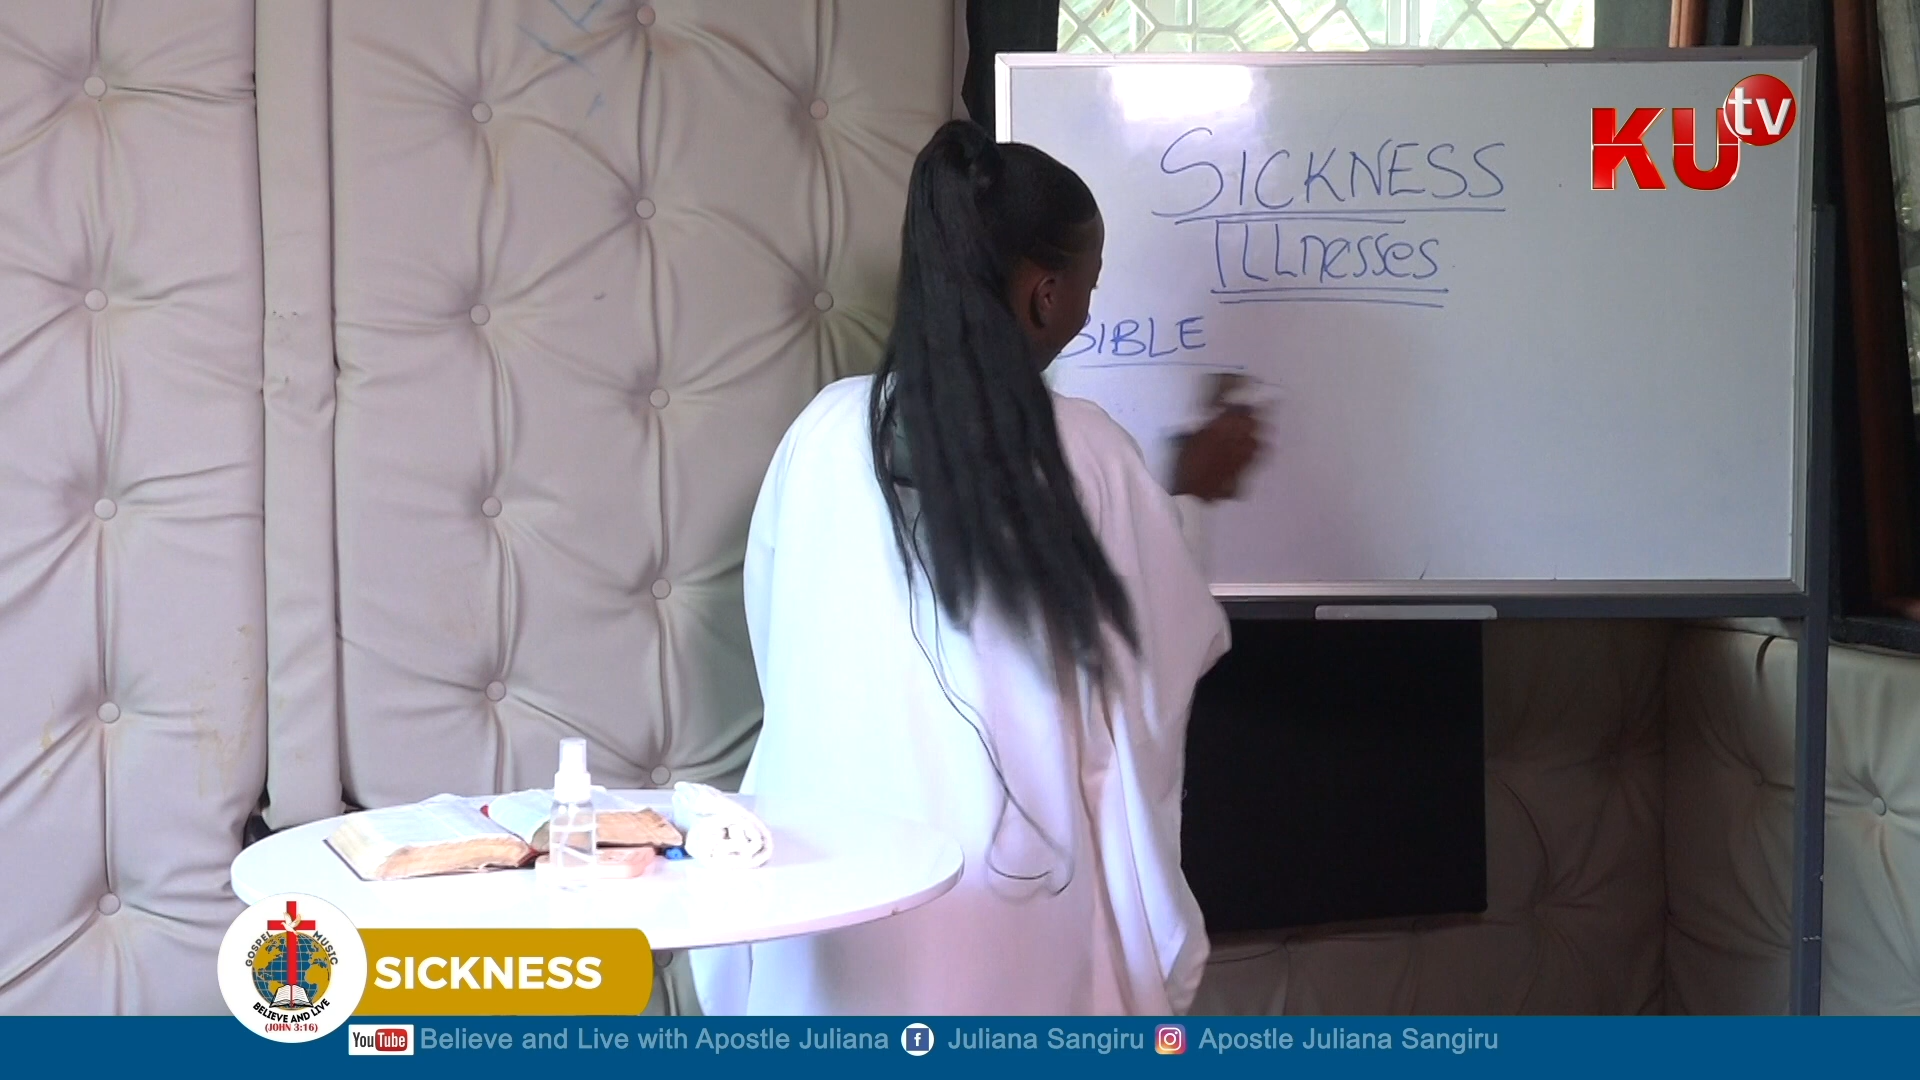 KU tv
SICKNESS
ILLnesses
BIBLE
GOSPEL MUSIC
BELIEVE AND LIVE
(JOHN 3:16)
SICKNESS
YouTube Believe and Live with Apostle Juliana f Juliana Sangiru Apostle Juliana Sangiru